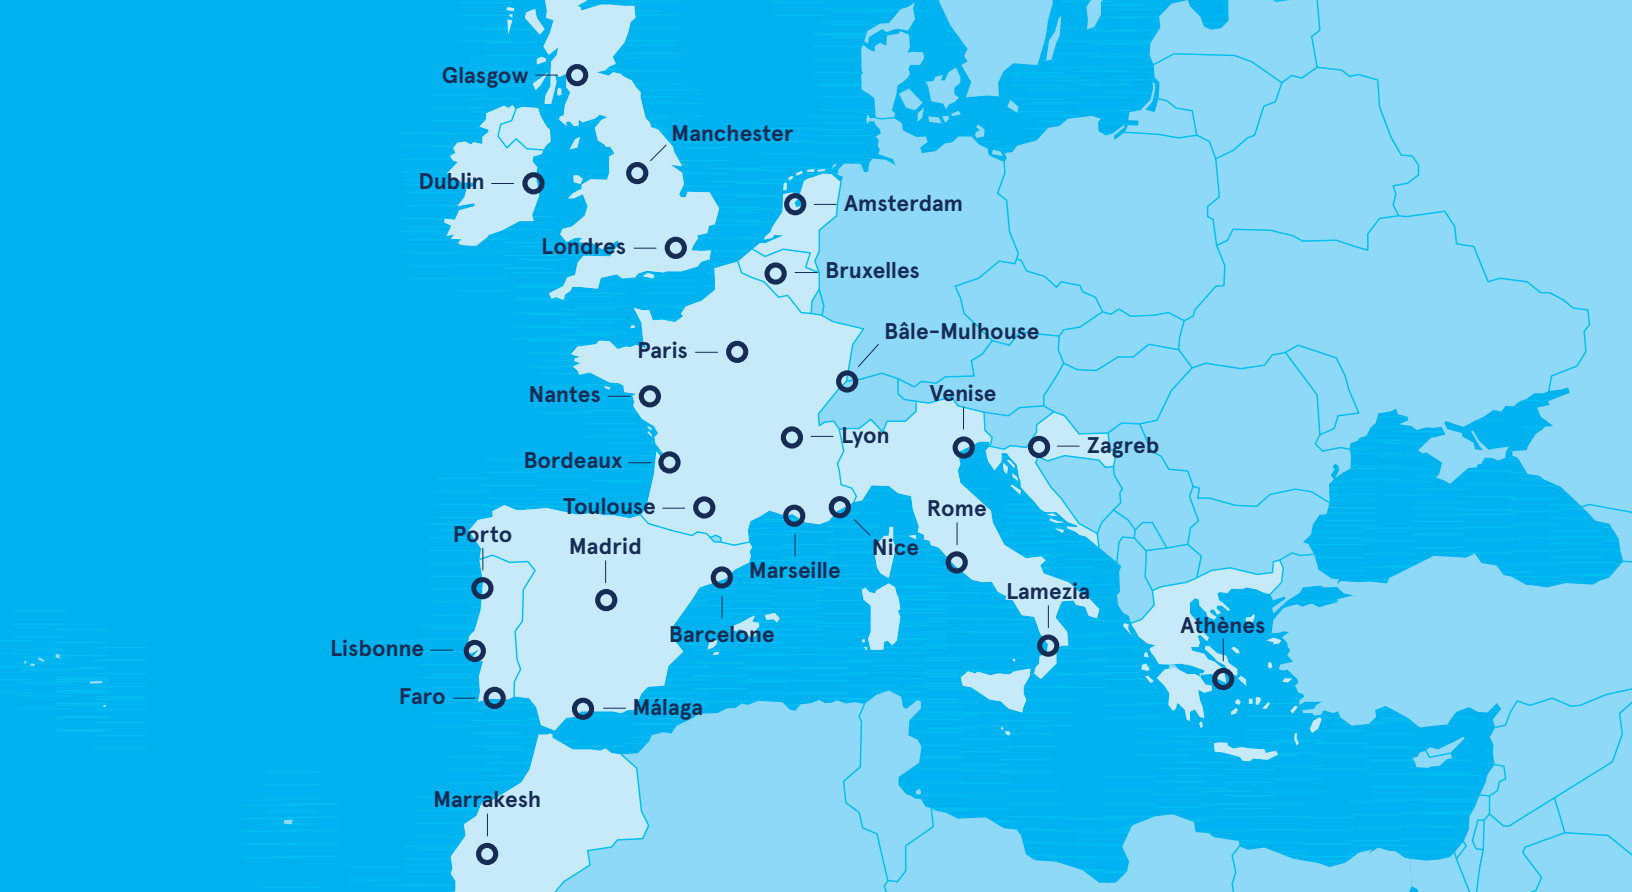 Glasgow
Manchester
Dublin
Amsterdam
Londres
Bruxelles
Bâle-Mulhouse
Paris
Venise
Nantes
Lyon
Zagreb
Bordeaux
Toulouse
Rome
Porto
Madrid
Nice
Marseille
Lamezia
Athènes
Barcelone
Lisbonne
Faro
Málaga
Marrakesh